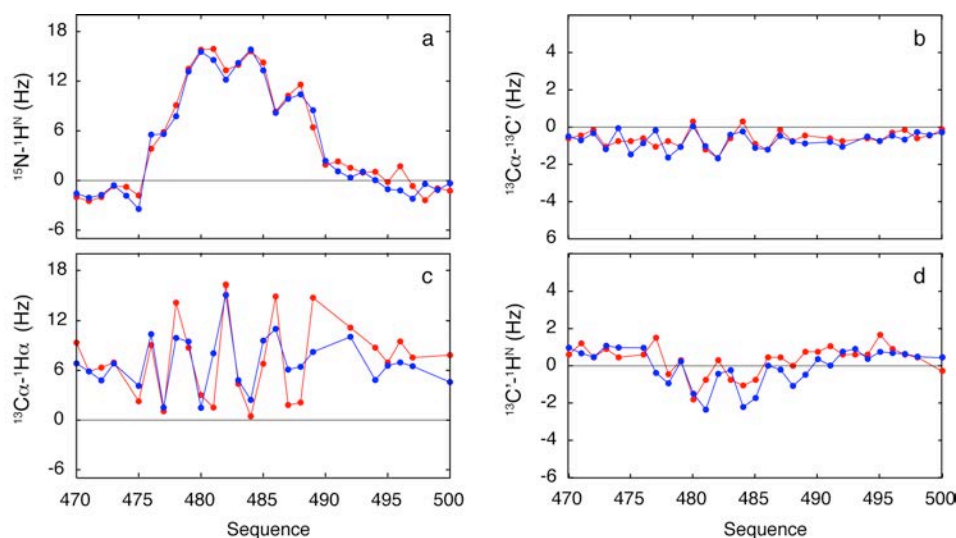 a
¹⁵N-¹Hᴺ (Hz)
18
12
6
0
-6
b
¹³Cα-¹³C' (Hz)
4
2
0
-2
-4
6
c
¹³Cα-¹Hα (Hz)
18
12
6
0
-6
470 475 480 485 490 495 500
Sequence
d
¹³C'-¹Hᴺ (Hz)
4
2
0
-2
-4
6
470 475 480 485 490 495 500
Sequence